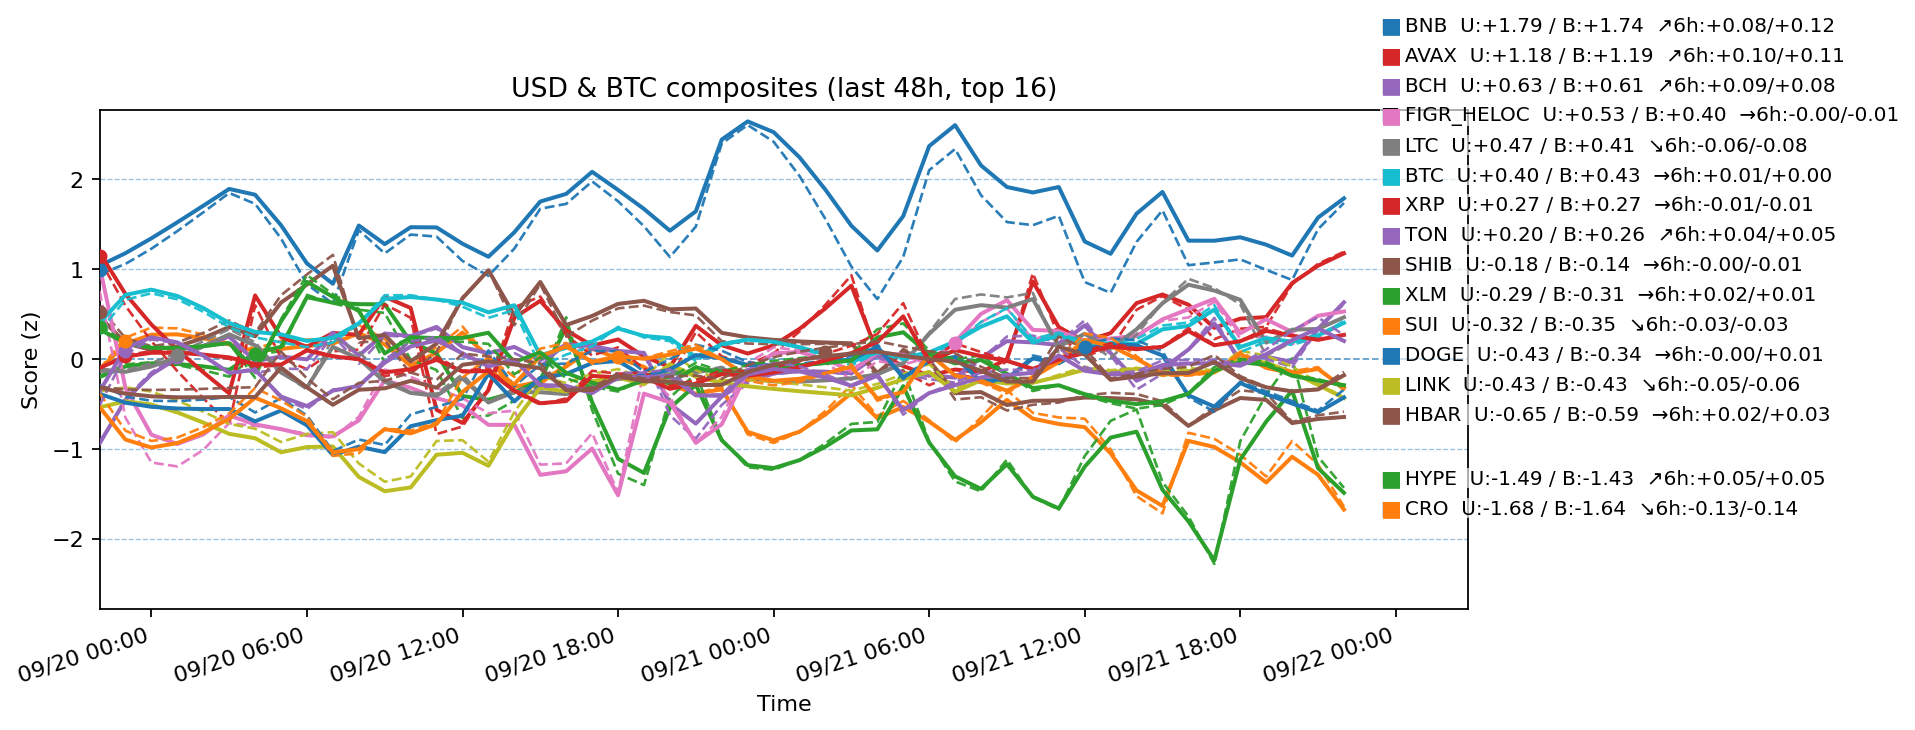 USD & BTC composites (last 48h, top 16)
BNB  U:+1.79 / B:+1.74  ↗6h:+0.08/+0.12
AVAX  U:+1.18 / B:+1.19  ↗6h:+0.10/+0.11
BCH  U:+0.63 / B:+0.61  ↗6h:+0.09/+0.08
FIGR_HELOC  U:+0.53 / B:+0.40  →6h:-0.00/-0.01
LTC  U:+0.47 / B:+0.41  ↘6h:-0.06/-0.08
BTC  U:+0.40 / B:+0.43  →6h:+0.01/+0.00
XRP  U:+0.27 / B:+0.27  →6h:-0.01/-0.01
TON  U:+0.20 / B:+0.26  ↗6h:+0.04/+0.05
SHIB  U:-0.18 / B:-0.14  →6h:-0.00/-0.01
XLM  U:-0.29 / B:-0.31  →6h:+0.02/+0.01
SUI  U:-0.32 / B:-0.35  ↘6h:-0.03/-0.03
DOGE  U:-0.43 / B:-0.34  →6h:-0.00/+0.01
LINK  U:-0.43 / B:-0.43  ↘6h:-0.05/-0.06
HBAR  U:-0.65 / B:-0.59  →6h:+0.02/+0.03
HYPE  U:-1.49 / B:-1.43  ↗6h:+0.05/+0.05
CRO  U:-1.68 / B:-1.64  ↘6h:-0.13/-0.14
Score (z)
2
1
0
−1
−2
09/20 00:00
09/20 06:00
09/20 12:00
09/20 18:00
09/21 00:00
09/21 06:00
09/21 12:00
09/21 18:00
09/22 00:00
Time